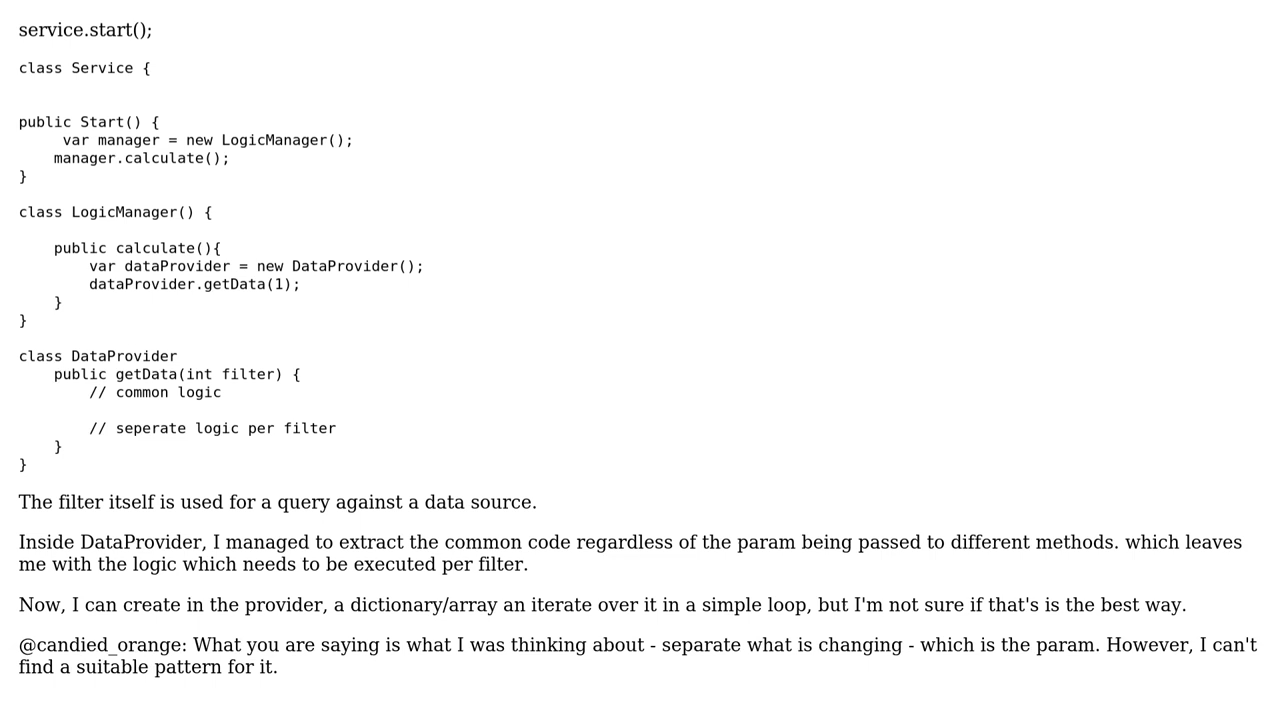 service.start();
class Service {
public Start() {
     var manager = new LogicManager();
    manager.calculate();
}
class LogicManager() {
    public calculate(){
        var dataProvider = new DataProvider();
        dataProvider.getData(1);
    }
}
class DataProvider
    public getData(int filter) {
        // common logic
        // seperate logic per filter
    }
}
The filter itself is used for a query against a data source.
Inside DataProvider, I managed to extract the common code regardless of the param being passed to different methods. which leaves
me with the logic which needs to be executed per filter.
Now, I can create in the provider, a dictionary/array an iterate over it in a simple loop, but I'm not sure if that's is the best way.
@candied_orange: What you are saying is what I was thinking about - separate what is changing - which is the param. However, I can't
find a suitable pattern for it.